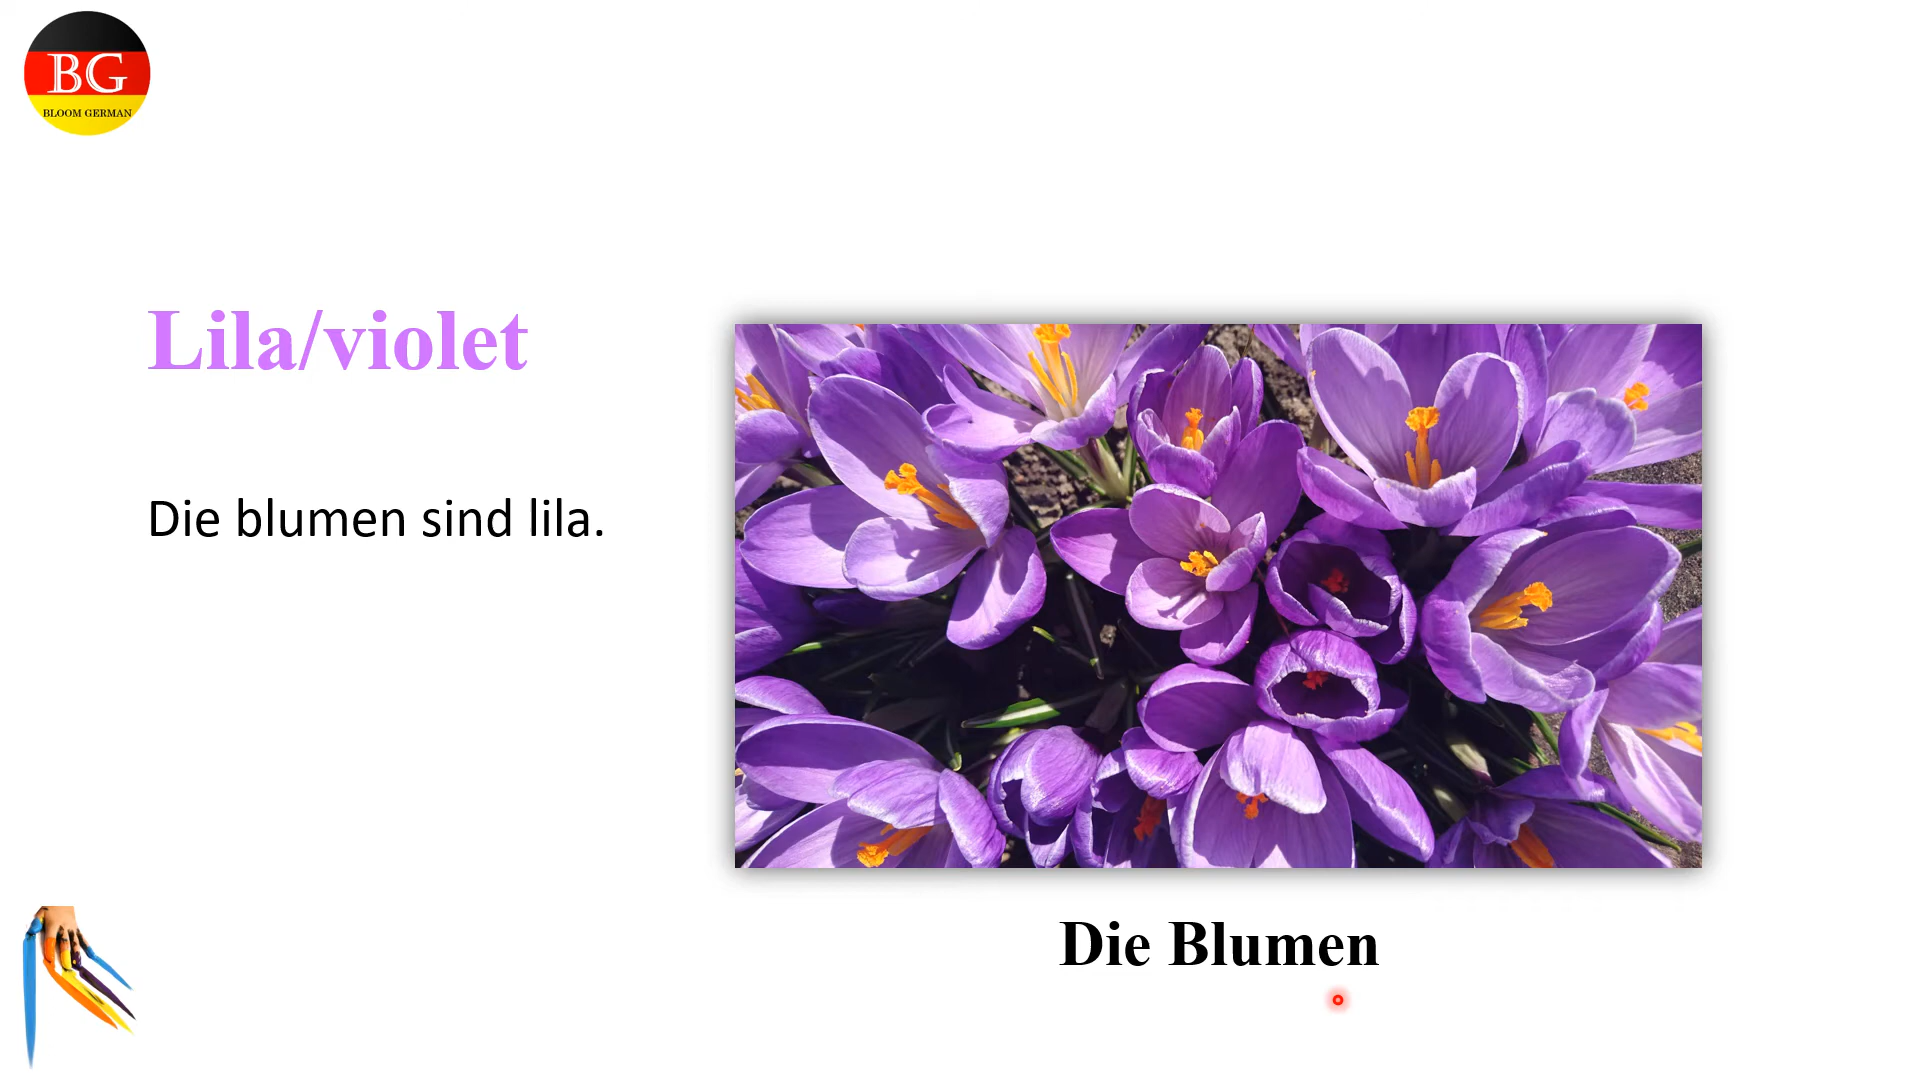 BG
BLOOM GERMAN
Lila/violet
Die blumen sind lila.
Die Blumen